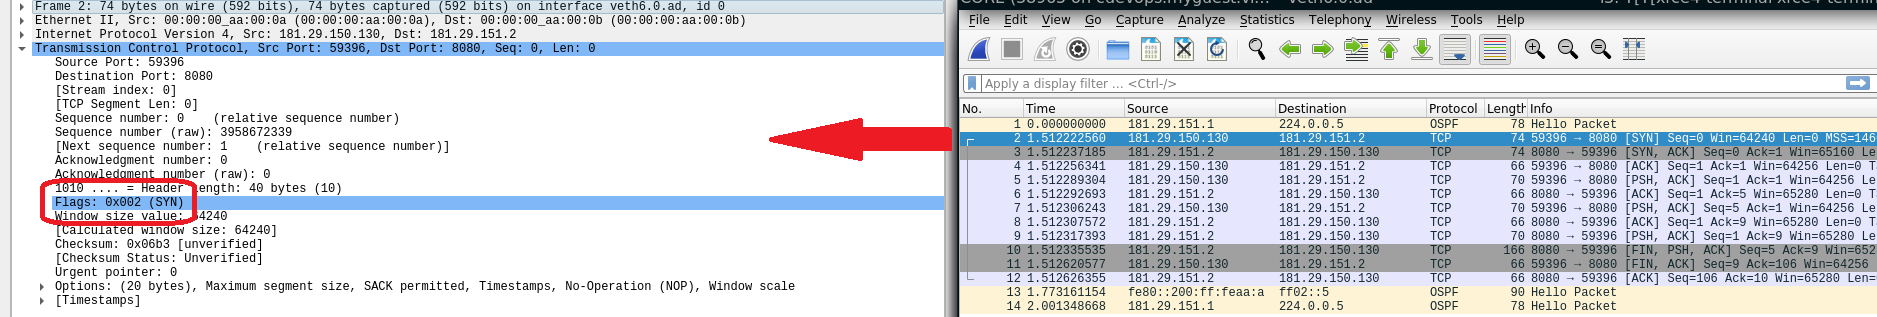 Frame 2: 74 bytes on wire (592 bits), 74 bytes captured (592 bits) on interface veth6.0.ad, id 0
Ethernet II, Src: 00:00:00_aa:00:0a (00:00:00:aa:00:0a), Dst: 00:00:00_aa:00:0b (00:00:00:aa:00:0b)
Internet Protocol Version 4, Src: 181.29.150.130, Dst: 181.29.151.2
Transmission Control Protocol, Src Port: 59396, Dst Port: 8080, Seq: 0, Len: 0
Source Port: 59396
Destination Port: 8080
[Stream index: 0]
[TCP Segment Len: 0]
Sequence number: 0    (relative sequence number)
Sequence number (raw): 3958672339
[Next sequence number: 1    (relative sequence number)]
Acknowledgment number: 0
Acknowledgment number (raw): 0
1010 .... = Header Length: 40 bytes (10)
Flags: 0x002 (SYN)
Window size value: 64240
[Calculated window size: 64240]
Checksum: 0x06b3 [unverified]
[Checksum Status: Unverified]
Urgent pointer: 0
Options: (20 bytes), Maximum segment size, SACK permitted, Timestamps, No-Operation (NOP), Window scale
[Timestamps]
File Edit View Go Capture Analyze Statistics Telephony Wireless Tools Help
Apply a display filter ... <Ctrl-/>
No. Time Source Destination Protocol Length Info
1 0.000000000 181.29.151.1 224.0.0.5 OSPF 78 Hello Packet
2 1.512222560 181.29.150.130 181.29.151.2 TCP 74 59396 → 8080 [SYN] Seq=0 Win=64240 Len=0 MSS=146
3 1.512237185 181.29.151.2 181.29.150.130 TCP 74 8080 → 59396 [SYN, ACK] Seq=0 Ack=1 Win=65160 L
4 1.512256341 181.29.150.130 181.29.151.2 TCP 66 59396 → 8080 [ACK] Seq=1 Ack=1 Win=64256 Len=0 T
5 1.512289304 181.29.150.130 181.29.151.2 TCP 70 59396 → 8080 [PSH, ACK] Seq=1 Ack=1 Win=64256 L
6 1.512292693 181.29.151.2 181.29.150.130 TCP 66 8080 → 59396 [ACK] Seq=1 Ack=5 Win=65280 Len=0 T
7 1.512306243 181.29.150.130 181.29.151.2 TCP 70 59396 → 8080 [PSH, ACK] Seq=5 Ack=1 Win=64256 L
8 1.512307572 181.29.151.2 181.29.150.130 TCP 66 8080 → 59396 [ACK] Seq=1 Ack=9 Win=65280 Len=0 T
9 1.512317393 181.29.151.2 181.29.150.130 TCP 70 8080 → 59396 [PSH, ACK] Seq=1 Ack=9 Win=65280 L
10 1.512335535 181.29.151.2 181.29.150.130 TCP 166 8080 → 59396 [FIN, PSH, ACK] Seq=5 Ack=9 Win=652
11 1.512620577 181.29.150.130 181.29.151.2 TCP 66 59396 → 8080 [FIN, ACK] Seq=9 Ack=106 Win=64256
12 1.512626355 181.29.151.2 181.29.150.130 TCP 66 8080 → 59396 [ACK] Seq=106 Ack=10 Win=65280 Len=
13 1.773161154 fe80::200:ff:feaa:a ff02::5 OSPF 90 Hello Packet
14 2.001348668 181.29.151.1 224.0.0.5 OSPF 78 Hello Packet